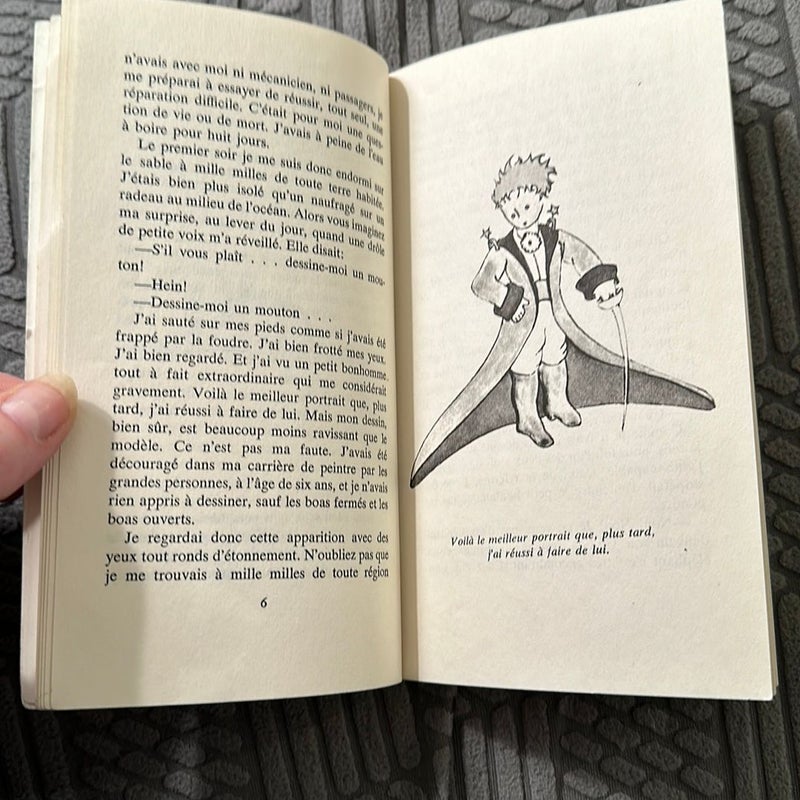 n'avais avec moi ni mécanicien, ni passagers, je
me préparai à essayer de réussir, tout seul, une
réparation difficile. C'était pour moi une ques-
tion de vie ou de mort. J'avais à peine de l'eau
à boire pour huit jours.
Le premier soir je me suis donc endormi sur
le sable à mille milles de toute terre habitée.
J'étais bien plus isolé qu'un naufragé sur un
radeau au milieu de l'océan. Alors vous imaginez
ma surprise, au lever du jour, quand une drôle
de petite voix m'a réveillé. Elle disait:
—S'il vous plaît . . . dessine-moi un mou-
ton!
—Hein!
—Dessine-moi un mouton . . .
J'ai sauté sur mes pieds comme si j'avais été
frappé par la foudre. J'ai bien frotté mes yeux.
J'ai bien regardé. Et j'ai vu un petit bonhomme
tout à fait extraordinaire qui me considérait
gravement. Voilà le meilleur portrait que, plus
tard, j'ai réussi à faire de lui. Mais mon dessin,
bien sûr, est beaucoup moins ravissant que le
modèle. Ce n'est pas ma faute. J'avais été
découragé dans ma carrière de peintre par les
grandes personnes, à l'âge de six ans, et je n'avais
rien appris à dessiner, sauf les boas fermés et les
boas ouverts.
Je regardai donc cette apparition avec des
yeux tout ronds d'étonnement. N'oubliez pas que
je me trouvais à mille milles de toute région
6
Voilà le meilleur portrait que, plus tard,
j'ai réussi à faire de lui.